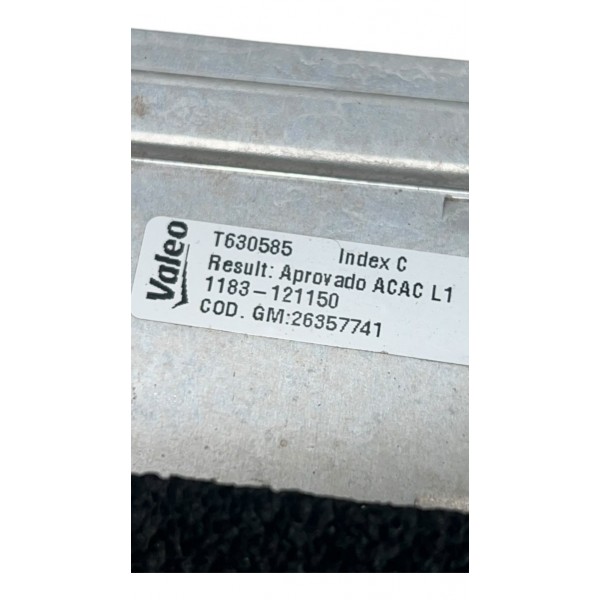 Valeo
T630585 Index C
Result: Aprovado ACAC L1
1183-121150
COD. GM:26357741